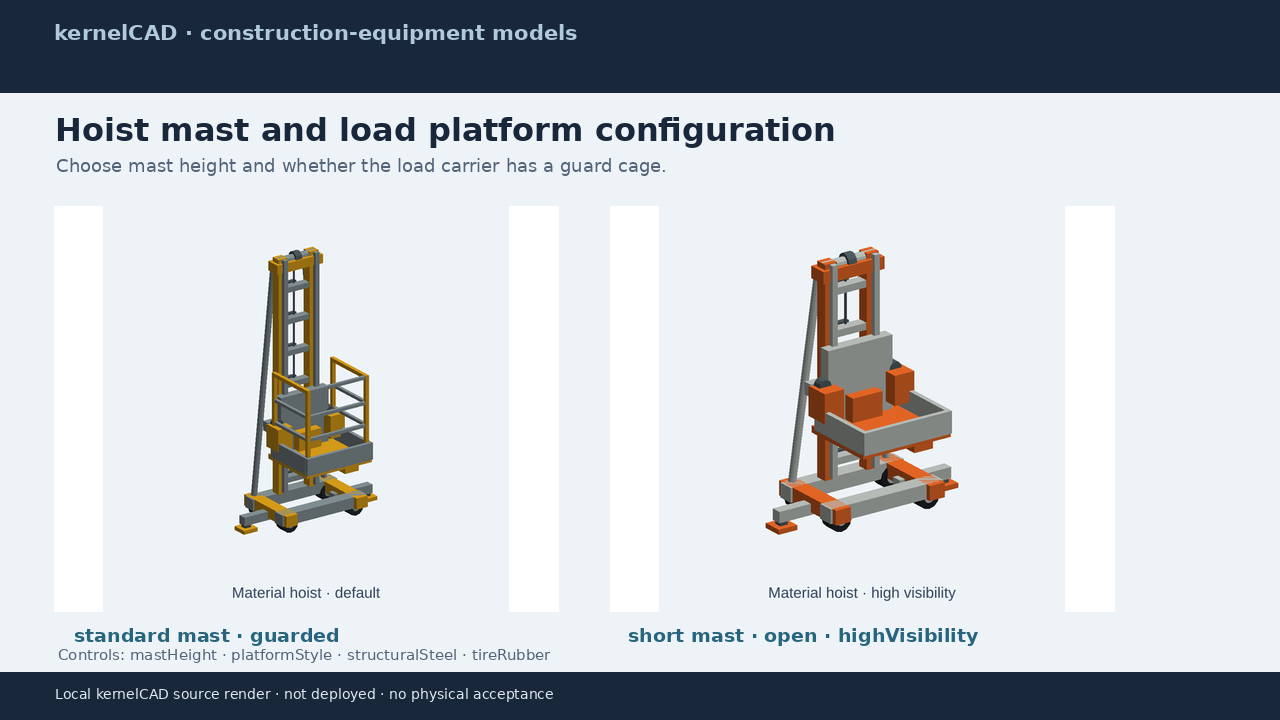 kernelCAD · construction-equipment models
Hoist mast and load platform configuration
Choose mast height and whether the load carrier has a guard cage.
Material hoist · default
Material hoist · high visibility
standard mast · guarded
short mast · open · highVisibility
Controls: mastHeight · platformStyle · structuralSteel · tireRubber
Local kernelCAD source render · not deployed · no physical acceptance